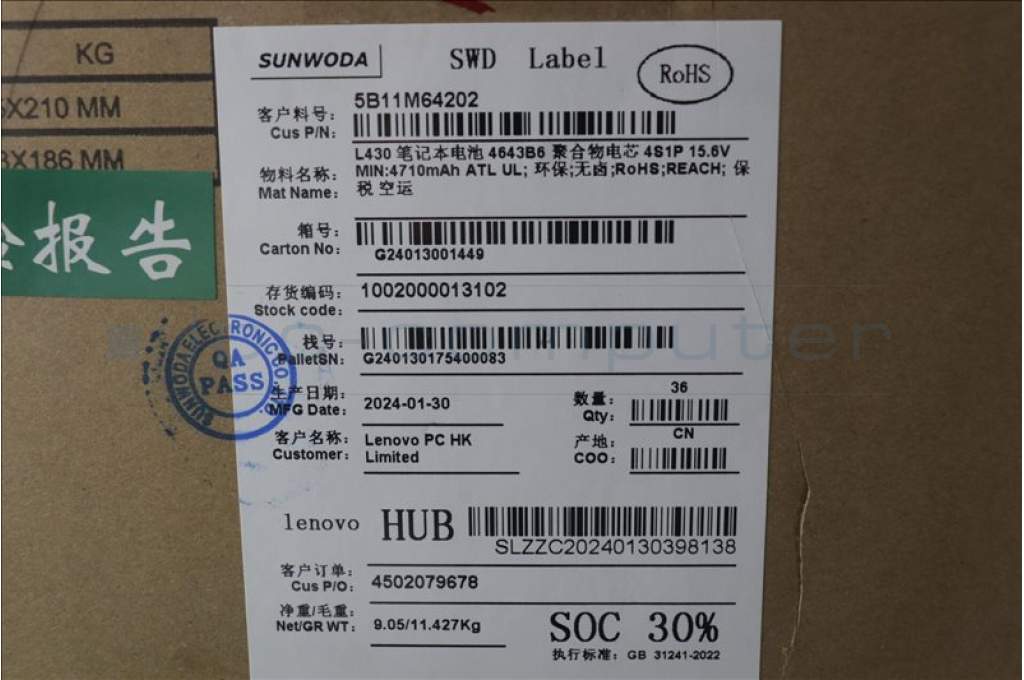 KG
X210 MM
X186 MM
报告
SUNWODA
SWD Label
RoHS
客户料号:
Cus P/N:
5B11M64202
物料名称:
Mat Name:
L430 笔记本电池 4643B6 聚合物电芯 4S1P 15.6V
MIN:4710mAh ATL UL; 环保;无卤;RoHS;REACH; 保
税 空运
箱号:
Carton No:
G24013001449
存货编码:
Stock code:
1002000013102
栈号:
PalletSN:
G240130175400083
SUNWODA ELECTRONIC CO.
QA
PASS
生产日期:
MFG Date:
2024-01-30
数量:
Qty:
36
客户名称:
Customer:
Lenovo PC HK
Limited
产地:
COO:
CN
lenovo HUB
SLZZC20240130398138
客户订单:
Cus P/O:
4502079678
净重/毛重:
Net/GR WT:
9.05/11.427Kg
SOC 30%
执行标准: GB 31241-2022
computer